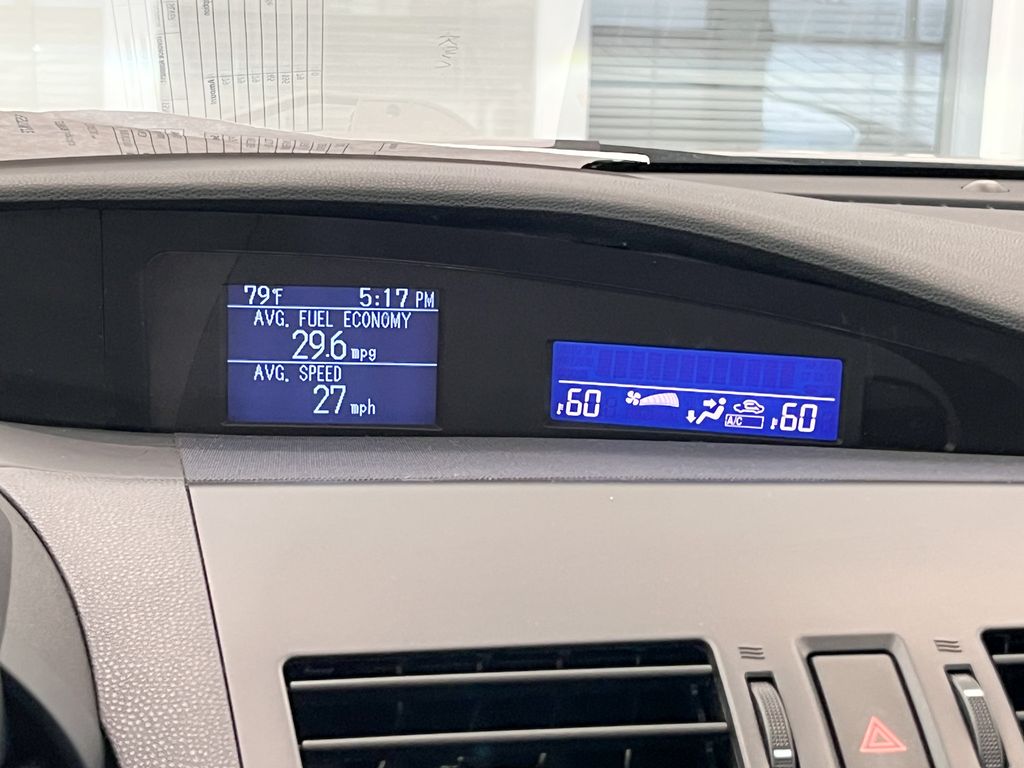 79°F 5:17 PM
AVG. FUEL ECONOMY
29.6 mpg
AVG. SPEED
27 mph
60 A/C 60